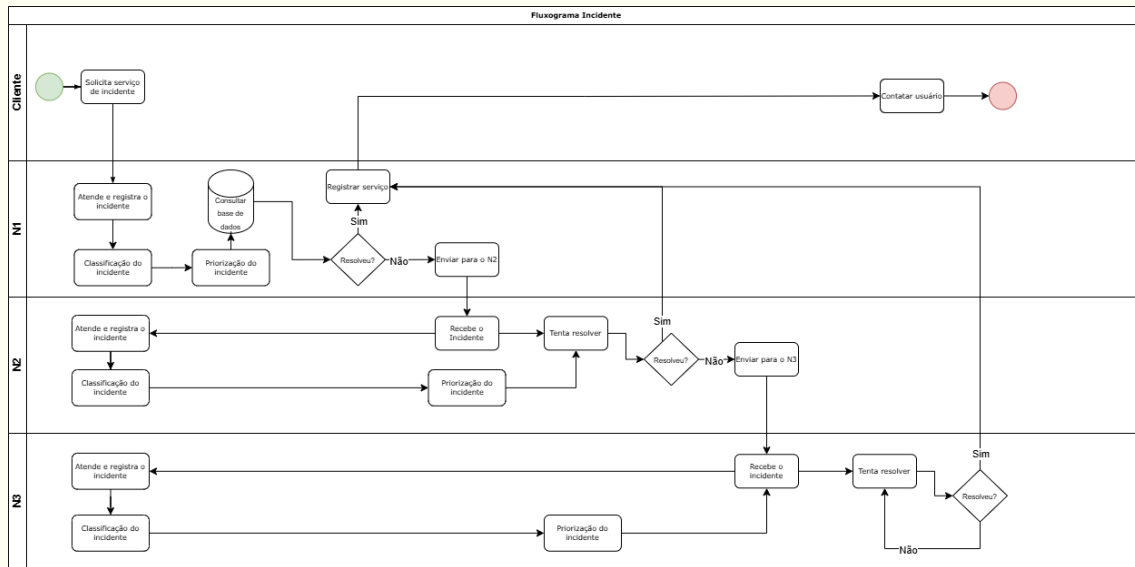 Fluxograma Incidente
Cliente
Solicita serviço
de incidente
Contatar usuário
N1
Atende e registra o
incidente
Classificação do
incidente
Priorização do
incidente
Consultar
base de
dados
Registrar serviço
Sim
Resolveu?
Não
Enviar para o N2
N2
Atende e registra o
incidente
Classificação do
incidente
Recebe o
Incidente
Priorização do
incidente
Tenta resolver
Sim
Resolveu?
Não
Enviar para o N3
N3
Atende e registra o
incidente
Classificação do
incidente
Priorização do
incidente
Recebe o
incidente
Tenta resolver
Sim
Resolveu?
Não